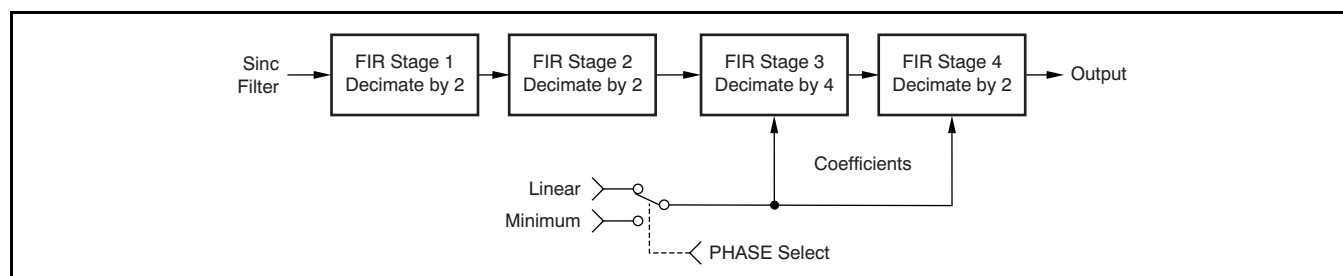 Sinc
Filter
FIR Stage 1
Decimate by 2
FIR Stage 2
Decimate by 2
FIR Stage 3
Decimate by 4
FIR Stage 4
Decimate by 2
Output
Coefficients
Linear
Minimum
PHASE Select